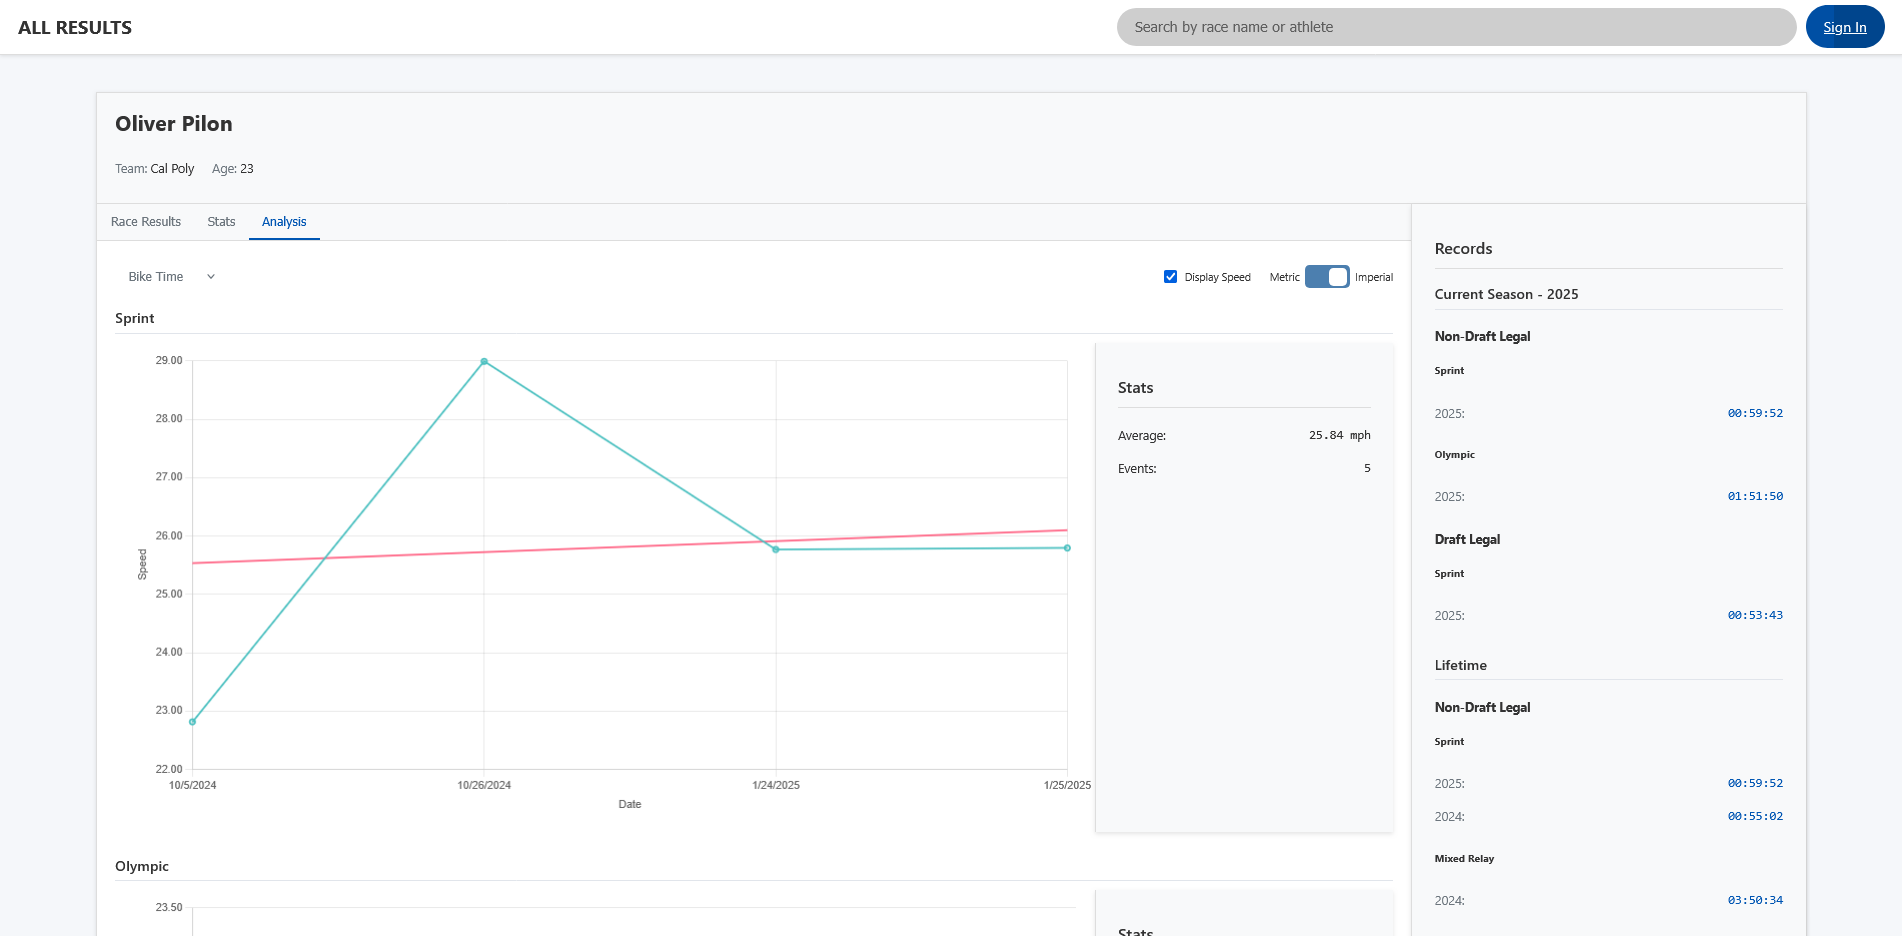 ALL RESULTS
Search by race name or athlete
Sign In
Oliver Pilon
Team: Cal Poly Age: 23
Race Results Stats Analysis
Bike Time
Display Speed Metric Imperial
Sprint
29.00
28.00
27.00
26.00
25.00
24.00
23.00
22.00
Speed
10/5/2024 10/26/2024 1/24/2025 1/25/2025
Date
Stats
Average: 25.84 mph
Events: 5
Olympic
23.50
Stats
Records
Current Season - 2025
Non-Draft Legal
Sprint
2025: 00:59:52
Olympic
2025: 01:51:50
Draft Legal
Sprint
2025: 00:53:43
Lifetime
Non-Draft Legal
Sprint
2025: 00:59:52
2024: 00:55:02
Mixed Relay
2024: 03:50:34